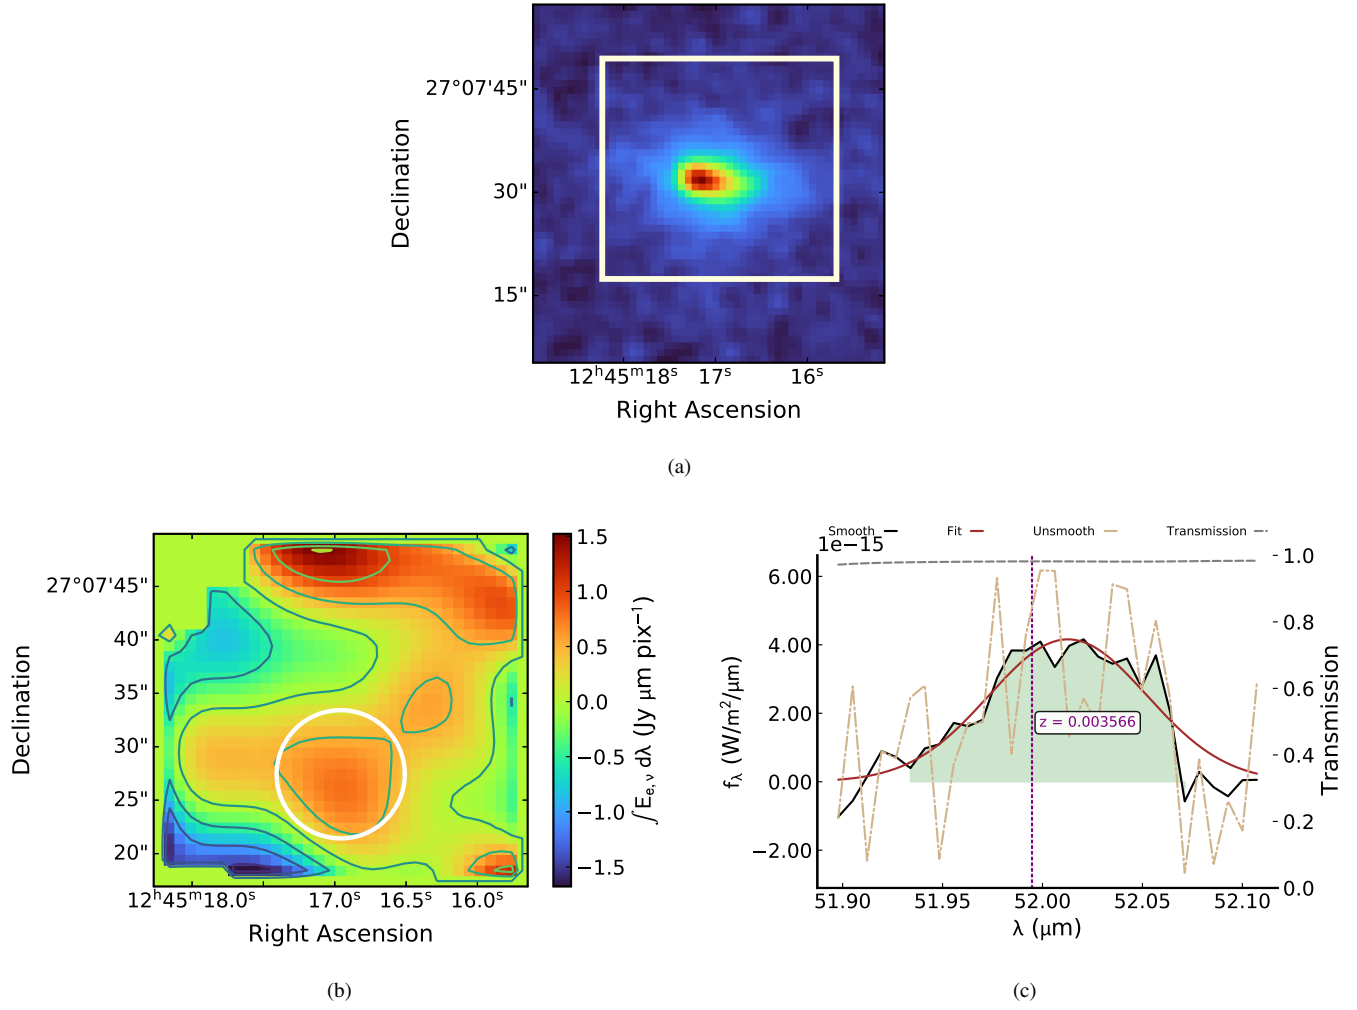 27°07'45"
30"
15"
Declination
12ʰ45ᵐ18ˢ 17ˢ 16ˢ
Right Ascension
(a)
27°07'45"
40"
35"
30"
25"
20"
Declination
12ʰ45ᵐ18.0ˢ 17.0ˢ 16.5ˢ 16.0ˢ
Right Ascension
1.5
1.0
0.5
0.0
−0.5
−1.0
−1.5
∫ E_{e, ν} dλ (Jy μm pix⁻¹)
(b)
Smooth Fit Unsmooth Transmission
1e−15
6.00
4.00
2.00
0.00
−2.00
f_λ (W/m²/μm)
z = 0.003566
1.0
0.8
0.6
0.4
0.2
0.0
Transmission
51.90 51.95 52.00 52.05 52.10
λ (μm)
(c)